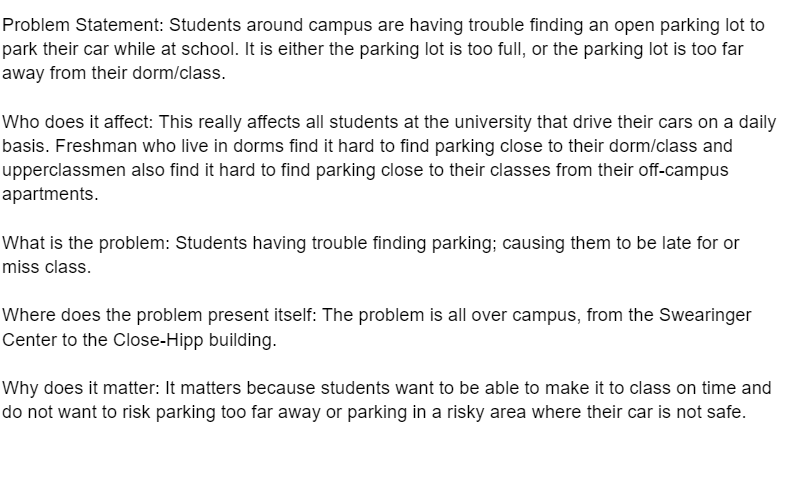 Problem Statement: Students around campus are having trouble finding an open parking lot to
park their car while at school. It is either the parking lot is too full, or the parking lot is too far
away from their dorm/class.
Who does it affect: This really affects all students at the university that drive their cars on a daily
basis. Freshman who live in dorms find it hard to find parking close to their dorm/class and
upperclassmen also find it hard to find parking close to their classes from their off-campus
apartments.
What is the problem: Students having trouble finding parking; causing them to be late for or
miss class.
Where does the problem present itself: The problem is all over campus, from the Swearinger
Center to the Close-Hipp building.
Why does it matter: It matters because students want to be able to make it to class on time and
do not want to risk parking too far away or parking in a risky area where their car is not safe.